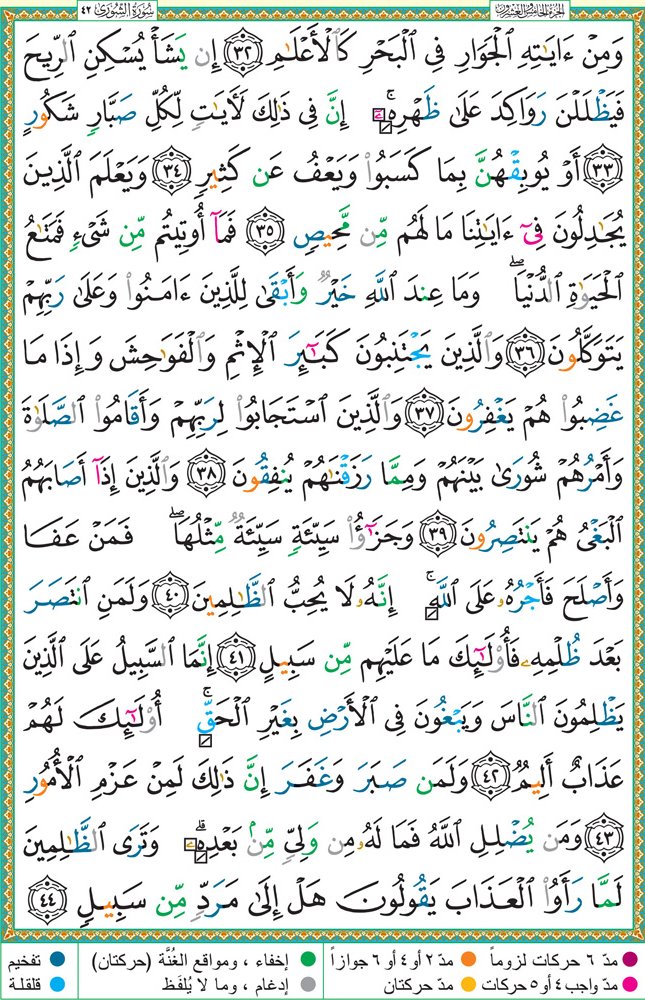 الجزء الخامس والعشرون
سورة الشورى ٤٢
وَمِنْ ءَايَٰتِهِ ٱلْجَوَارِ فِى ٱلْبَحْرِ كَٱلْأَعْلَٰمِ ٣٢ إِن يَشَأْ يُسْكِنِ ٱلرِّيحَ
فَيَظْلَلْنَ رَوَاكِدَ عَلَىٰ ظَهْرِهِۦٓ ۚ إِنَّ فِى ذَٰلِكَ لَءَايَٰتٍ لِّكُلِّ صَبَّارٍ شَكُورٍ
٣٣ أَوْ يُوبِقْهُنَّ بِمَا كَسَبُوا۟ وَيَعْفُ عَن كَثِيرٍ ٣٤ وَيَعْلَمَ ٱلَّذِينَ
يُجَٰدِلُونَ فِىٓ ءَايَٰتِنَا مَا لَهُم مِّن مَّحِيصٍ ٣٥ فَمَآ أُوتِيتُم مِّن شَىْءٍ فَمَتَٰعُ
ٱلْحَيَوٰةِ ٱلدُّنْيَا ۖ وَمَا عِندَ ٱللَّهِ خَيْرٌ وَأَبْقَىٰ لِلَّذِينَ ءَامَنُوا۟ وَعَلَىٰ رَبِّهِمْ
يَتَوَكَّلُونَ ٣٦ وَٱلَّذِينَ يَجْتَنِبُونَ كَبَٰٓئِرَ ٱلْإِثْمِ وَٱلْفَوَٰحِشَ وَإِذَا مَا
غَضِبُوا۟ هُمْ يَغْفِرُونَ ٣٧ وَٱلَّذِينَ ٱسْتَجَابُوا۟ لِرَبِّهِمْ وَأَقَامُوا۟ ٱلصَّلَوٰةَ
وَأَمْرُهُمْ شُورَىٰ بَيْنَهُمْ وَمِمَّا رَزَقْنَٰهُمْ يُنفِقُونَ ٣٨ وَٱلَّذِينَ إِذَآ أَصَابَهُمُ
ٱلْبَغْىُ هُمْ يَنتَصِرُونَ ٣٩ وَجَزَٰٓؤُا۟ سَيِّئَةٍ سَيِّئَةٌ مِّثْلُهَا ۖ فَمَنْ عَفَا
وَأَصْلَحَ فَأَجْرُهُۥ عَلَى ٱللَّهِ ۚ إِنَّهُۥ لَا يُحِبُّ ٱلظَّٰلِمِينَ ٤٠ وَلَمَنِ ٱنتَصَرَ
بَعْدَ ظُلْمِهِۦ فَأُو۟لَٰٓئِكَ مَا عَلَيْهِم مِّن سَبِيلٍ ٤١ إِنَّمَا ٱلسَّبِيلُ عَلَى ٱلَّذِينَ
يَظْلِمُونَ ٱلنَّاسَ وَيَبْغُونَ فِى ٱلْأَرْضِ بِغَيْرِ ٱلْحَقِّ ۚ أُو۟لَٰٓئِكَ لَهُمْ
عَذَابٌ أَلِيمٌ ٤٢ وَلَمَن صَبَرَ وَغَفَرَ إِنَّ ذَٰلِكَ لَمِنْ عَزْمِ ٱلْأُمُورِ
٤٣ وَمَن يُضْلِلِ ٱللَّهُ فَمَا لَهُۥ مِن وَلِىٍّ مِّنۢ بَعْدِهِۦ ۗ وَتَرَى ٱلظَّٰلِمِينَ
لَمَّا رَأَوُا۟ ٱلْعَذَابَ يَقُولُونَ هَلْ إِلَىٰ مَرَدٍّ مِّن سَبِيلٍ ٤٤
مدّ ٦ حركات لزوماً مدّ ٢ أو ٤ أو ٦ جوازاً إخفاء ، ومواقع الغُنَّة (حركتان) تفخيم
مدّ واجب ٤ أو ٥ حركات مدّ حركتان إدغام ، وما لا يُلفَظ قلقلة